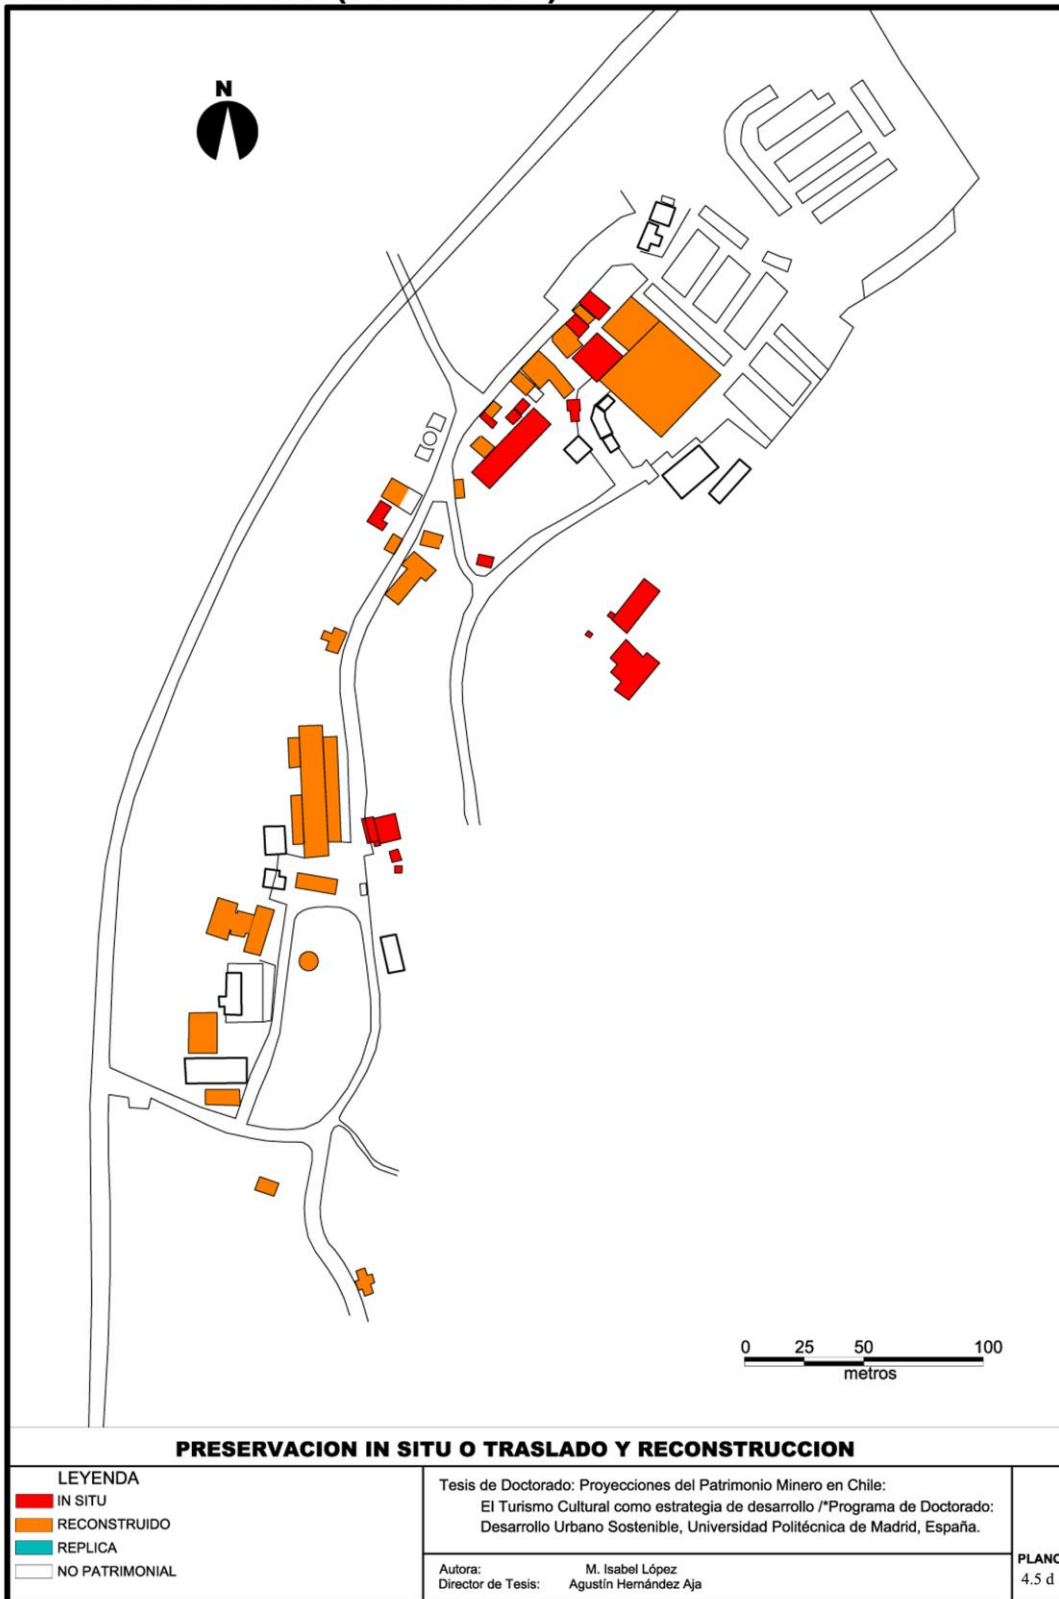 N
0 25 50 100
metros
PRESERVACION IN SITU O TRASLADO Y RECONSTRUCCION
LEYENDA
IN SITU
RECONSTRUIDO
REPLICA
NO PATRIMONIAL
Tesis de Doctorado: Proyecciones del Patrimonio Minero en Chile:
El Turismo Cultural como estrategia de desarrollo /*Programa de Doctorado:
Desarrollo Urbano Sostenible, Universidad Politécnica de Madrid, España.
Autora: M. Isabel López
Director de Tesis: Agustín Hernández Aja
PLANO
4.5 d